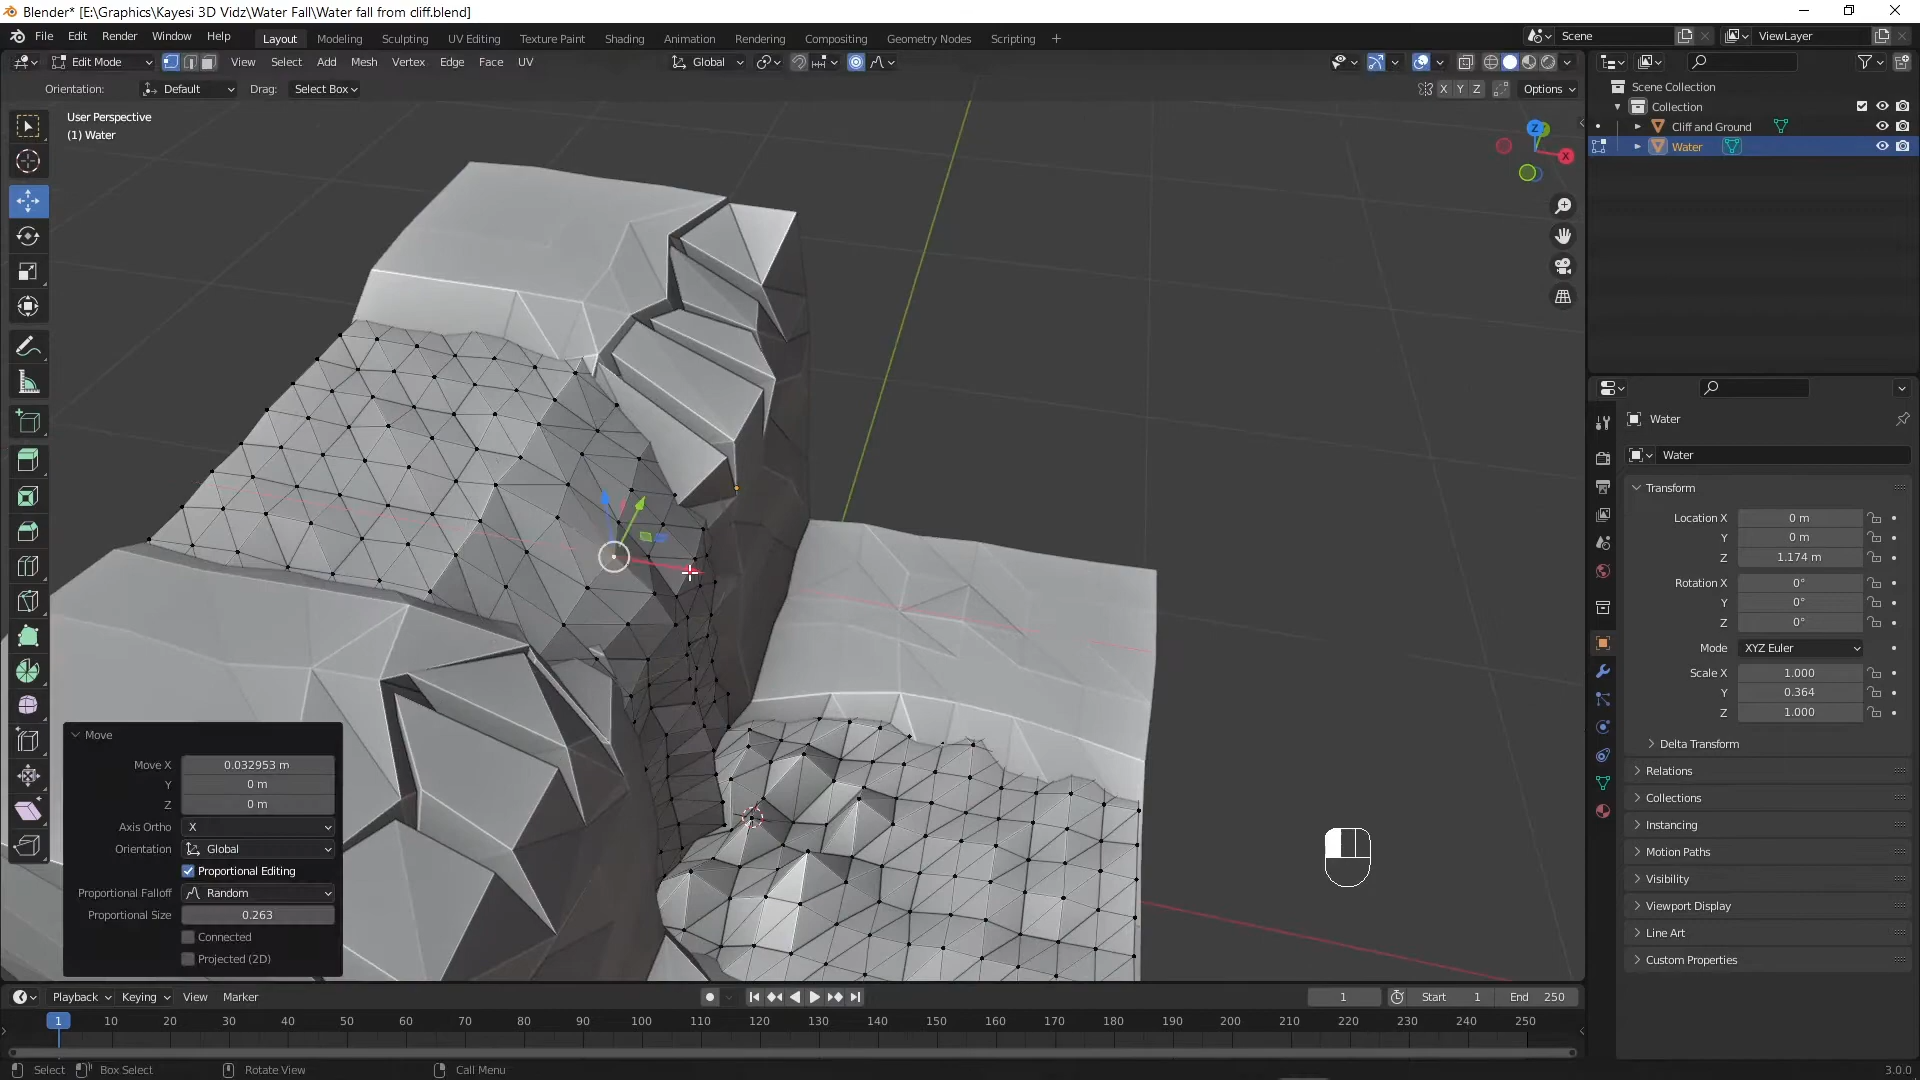 Blender* [E:\Graphics\Kayesi 3D Vidz\Water Fall\Water fall from cliff.blend]
File Edit Render Window Help
Layout Modeling Sculpting UV Editing Texture Paint Shading Animation Rendering Compositing Geometry Nodes Scripting +
Scene
ViewLayer
Edit Mode
View Select Add Mesh Vertex Edge Face UV
Global
Orientation: Default Drag: Select Box
X Y Z Options
User Perspective
(1) Water
Z
X
Scene Collection
Collection
Cliff and Ground
Water
Water
Water
Transform
Location X 0 m
Y 0 m
Z 1.174 m
Rotation X 0°
Y 0°
Z 0°
Mode XYZ Euler
Scale X 1.000
Y 0.364
Z 1.000
Delta Transform
Relations
Collections
Instancing
Motion Paths
Visibility
Viewport Display
Line Art
Custom Properties
Move
Move X 0.032953 m
Y 0 m
Z 0 m
Axis Ortho X
Orientation Global
Proportional Editing
Proportional Falloff Random
Proportional Size 0.263
Connected
Projected (2D)
Playback Keying View Marker
1 Start 1 End 250
1 10 20 30 40 50 60 70 80 90 100 110 120 130 140 150 160 170 180 190 200 210 220 230 240 250
Select Box Select Rotate View Call Menu 3.0.0